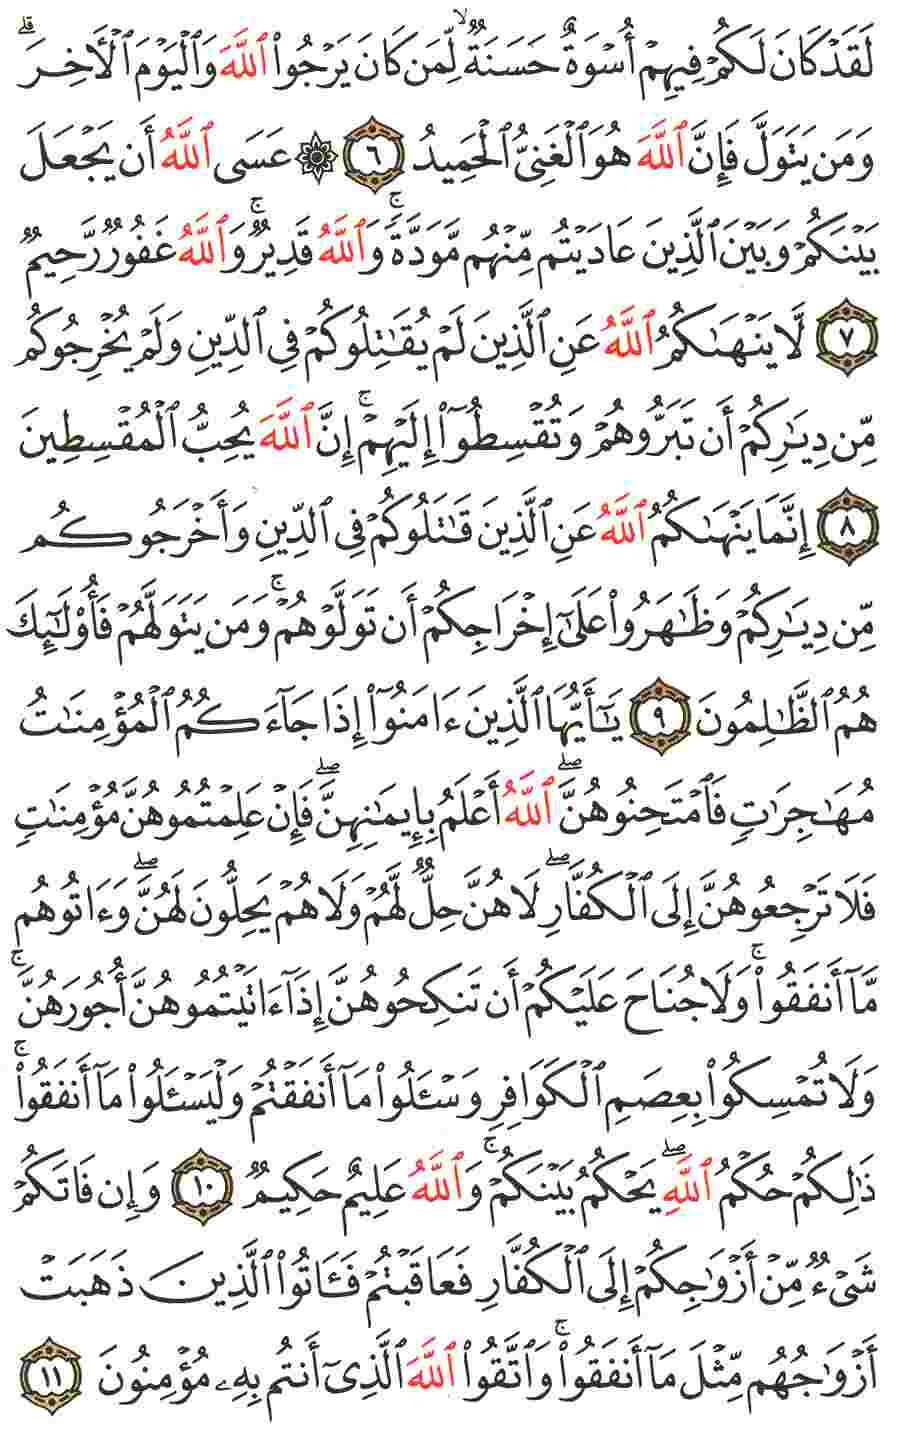 لَقَدْ كَانَ لَكُمْ فِيهِمْ أُسْوَةٌ حَسَنَةٌ لِّمَن كَانَ يَرْجُوا۟ ٱللَّهَ وَٱلْيَوْمَ ٱلْـَٔاخِرَ ۚ
وَمَن يَتَوَلَّ فَإِنَّ ٱللَّهَ هُوَ ٱلْغَنِىُّ ٱلْحَمِيدُ ٦ ۞ عَسَى ٱللَّهُ أَن يَجْعَلَ
بَيْنَكُمْ وَبَيْنَ ٱلَّذِينَ عَادَيْتُم مِّنْهُم مَّوَدَّةً ۚ وَٱللَّهُ قَدِيرٌ ۚ وَٱللَّهُ غَفُورٌ رَّحِيمٌ
٧ لَّا يَنْهَىٰكُمُ ٱللَّهُ عَنِ ٱلَّذِينَ لَمْ يُقَـٰتِلُوكُمْ فِى ٱلدِّينِ وَلَمْ يُخْرِجُوكُم
مِّن دِيَـٰرِكُمْ أَن تَبَرُّوهُمْ وَتُقْسِطُوٓا۟ إِلَيْهِمْ ۚ إِنَّ ٱللَّهَ يُحِبُّ ٱلْمُقْسِطِينَ
٨ إِنَّمَا يَنْهَىٰكُمُ ٱللَّهُ عَنِ ٱلَّذِينَ قَـٰتَلُوكُمْ فِى ٱلدِّينِ وَأَخْرَجُوكُم
مِّن دِيَـٰرِكُمْ وَظَـٰهَرُوا۟ عَلَىٰٓ إِخْرَاجِكُمْ أَن تَوَلَّوْهُمْ ۚ وَمَن يَتَوَلَّهُمْ فَأُو۟لَـٰٓئِكَ
هُمُ ٱلظَّـٰلِمُونَ ٩ يَـٰٓأَيُّهَا ٱلَّذِينَ ءَامَنُوٓا۟ إِذَا جَآءَكُمُ ٱلْمُؤْمِنَـٰتُ
مُهَـٰجِرَٰتٍ فَٱمْتَحِنُوهُنَّ ۖ ٱللَّهُ أَعْلَمُ بِإِيمَـٰنِهِنَّ ۖ فَإِنْ عَلِمْتُمُوهُنَّ مُؤْمِنَـٰتٍ
فَلَا تَرْجِعُوهُنَّ إِلَى ٱلْكُفَّارِ ۖ لَا هُنَّ حِلٌّ لَّهُمْ وَلَا هُمْ يَحِلُّونَ لَهُنَّ ۖ وَءَاتُوهُم
مَّآ أَنفَقُوا۟ ۚ وَلَا جُنَاحَ عَلَيْكُمْ أَن تَنكِحُوهُنَّ إِذَآ ءَاتَيْتُمُوهُنَّ أُجُورَهُنَّ ۚ
وَلَا تُمْسِكُوا۟ بِعِصَمِ ٱلْكَوَافِرِ وَسْـَٔلُوا۟ مَآ أَنفَقْتُمْ وَلْيَسْـَٔلُوا۟ مَآ أَنفَقُوا۟ ۚ
ذَٰلِكُمْ حُكْمُ ٱللَّهِ ۖ يَحْكُمُ بَيْنَكُمْ ۚ وَٱللَّهُ عَلِيمٌ حَكِيمٌ ١٠ وَإِن فَاتَكُمْ
شَىْءٌ مِّنْ أَزْوَٰجِكُمْ إِلَى ٱلْكُفَّارِ فَعَاقَبْتُمْ فَـَٔاتُوا۟ ٱلَّذِينَ ذَهَبَتْ
أَزْوَٰجُهُم مِّثْلَ مَآ أَنفَقُوا۟ ۚ وَٱتَّقُوا۟ ٱللَّهَ ٱلَّذِىٓ أَنتُم بِهِۦ مُؤْمِنُونَ ١١